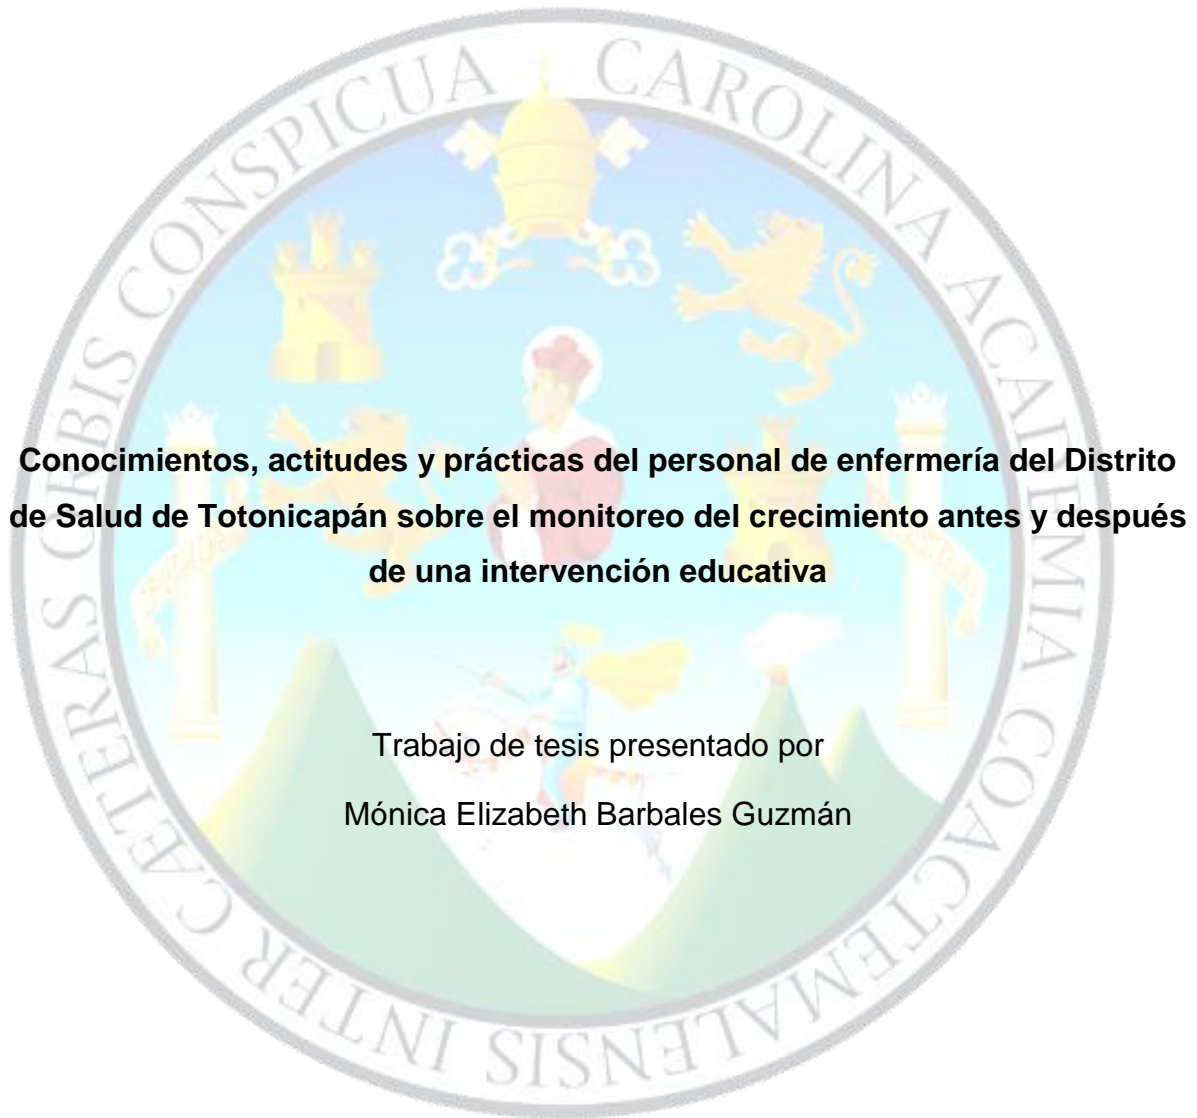 CAROLINA ACADEMIA COACTEMALENSIS INTER CÆTERAS ORBIS CONSPICUA
Conocimientos, actitudes y prácticas del personal de enfermería del Distrito
de Salud de Totonicapán sobre el monitoreo del crecimiento antes y después
de una intervención educativa
Trabajo de tesis presentado por
Mónica Elizabeth Barbales Guzmán